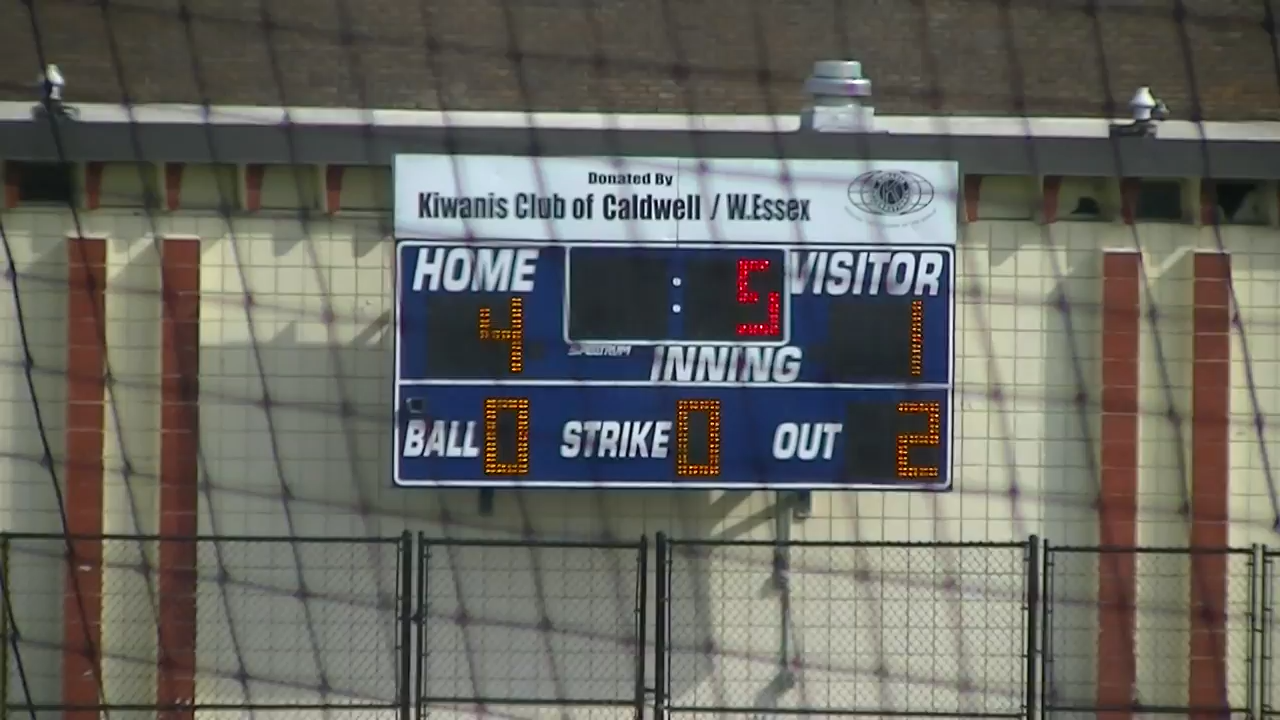 Donated By
Kiwanis Club of Caldwell / W.Essex
HOME : 5 VISITOR
4 1
SPECTRUM INNING
BALL 0 STRIKE 0 OUT 2